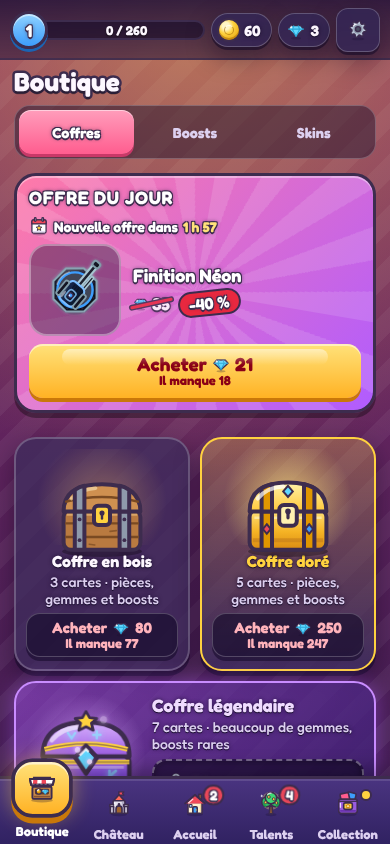 1
0 / 260
60
3
Boutique
Coffres
Boosts
Skins
OFFRE DU JOUR
Nouvelle offre dans 1 h 57
Finition Néon
35
-40 %
Acheter 21
Il manque 18
Coffre en bois
3 cartes · pièces,
gemmes et boosts
Acheter 80
Il manque 77
Coffre doré
5 cartes · pièces,
gemmes et boosts
Acheter 250
Il manque 247
Coffre légendaire
7 cartes · beaucoup de gemmes,
boosts rares
Boutique
Château
2
Accueil
4
Talents
Collection